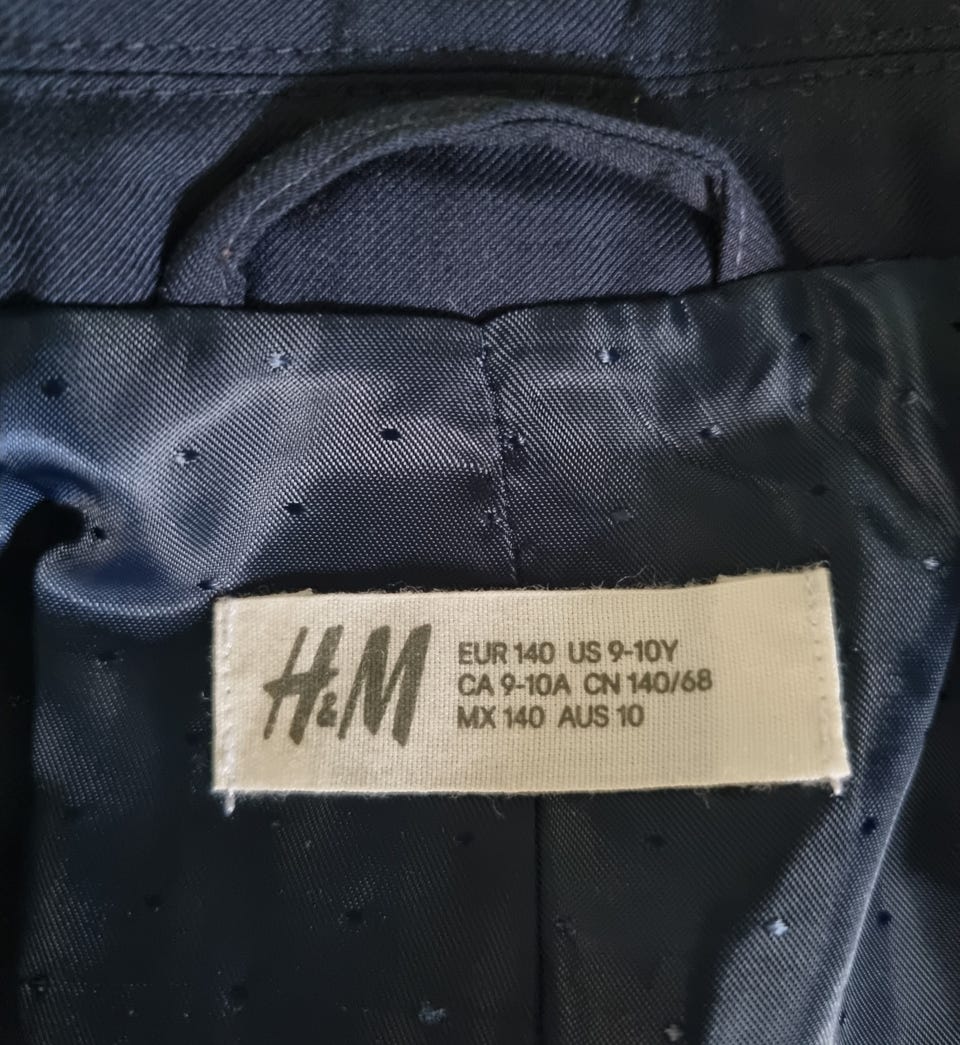 H&M
EUR 140 US 9-10Y
CA 9-10A CN 140/68
MX 140 AUS 10